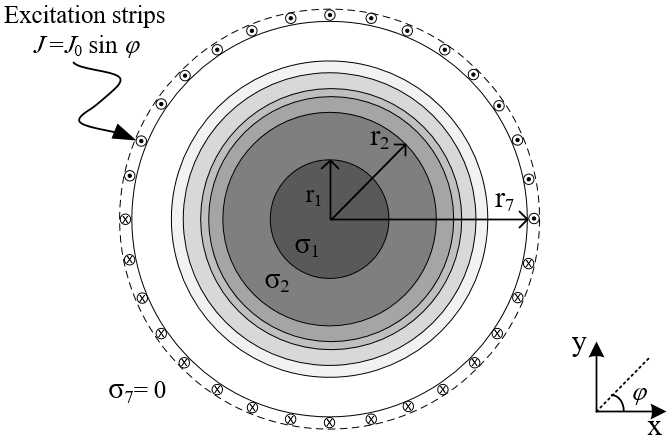 Excitation strips
J=J₀ sin φ
r₂
r₁
r₇
σ₁
σ₂
σ₇= 0
y
φ
x